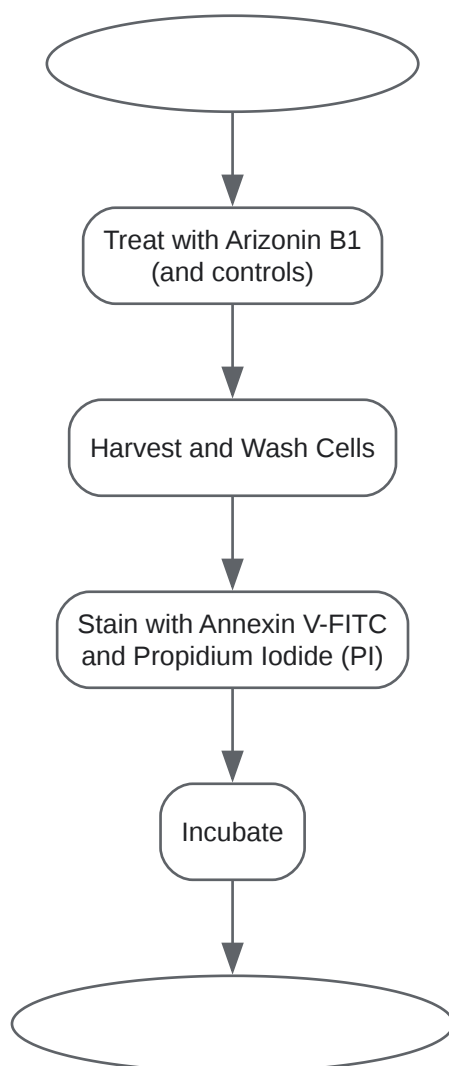 Treat with Arizonin B1
(and controls)
Harvest and Wash Cells
Stain with Annexin V-FITC
and Propidium Iodide (PI)
Incubate